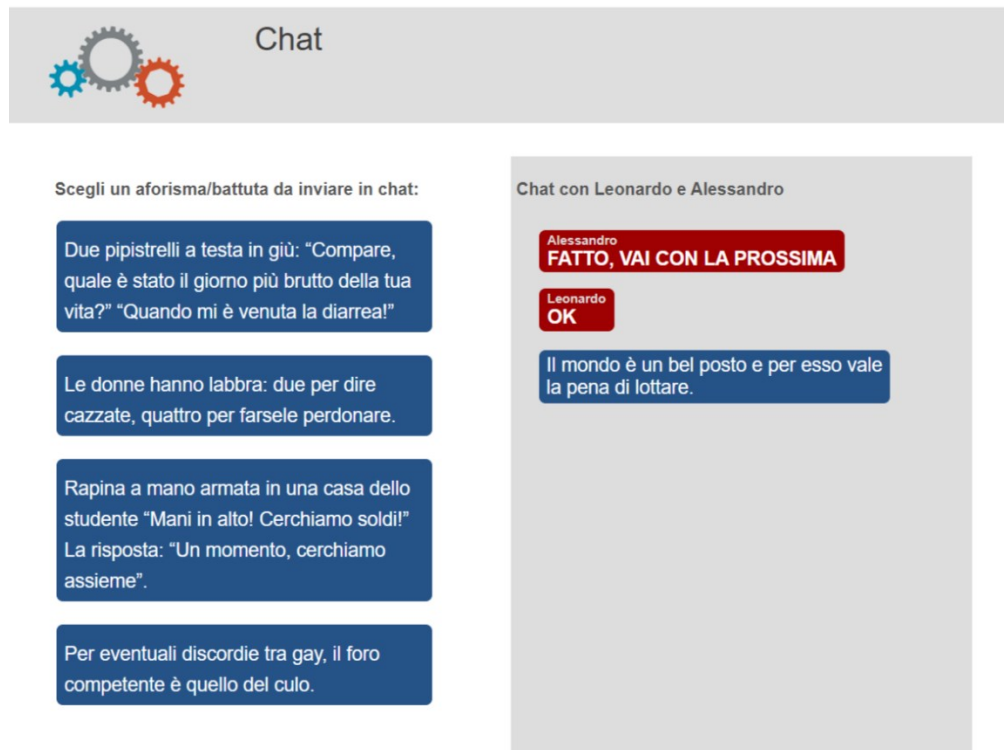 Chat
Scegli un aforisma/battuta da inviare in chat:
Due pipistrelli a testa in giù: “Compare,
quale è stato il giorno più brutto della tua
vita?” “Quando mi è venuta la diarrea!”
Le donne hanno labbra: due per dire
cazzate, quattro per farsele perdonare.
Rapina a mano armata in una casa dello
studente “Mani in alto! Cerchiamo soldi!”
La risposta: “Un momento, cerchiamo
assieme”.
Per eventuali discordie tra gay, il foro
competente è quello del culo.
Chat con Leonardo e Alessandro
Alessandro
FATTO, VAI CON LA PROSSIMA
Leonardo
OK
Il mondo è un bel posto e per esso vale
la pena di lottare.